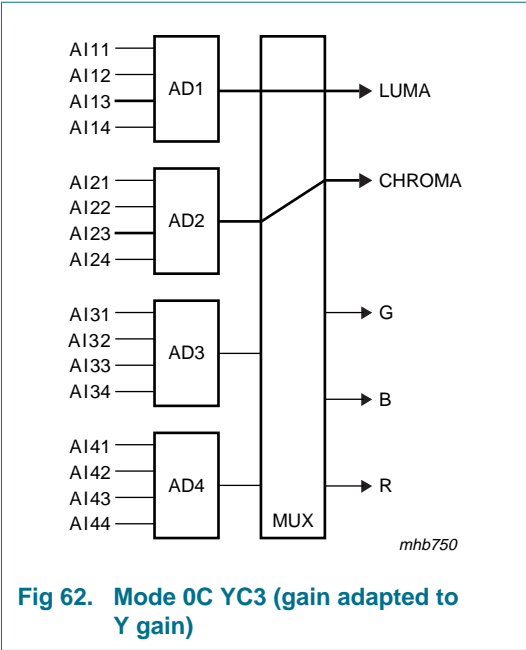 AI11
AI12
AI13
AI14
AD1
LUMA
AI21
AI22
AI23
AI24
AD2
CHROMA
AI31
AI32
AI33
AI34
AD3
G
B
AI41
AI42
AI43
AI44
AD4
R
MUX
mhb750
Fig 62. Mode 0C YC3 (gain adapted to
Y gain)